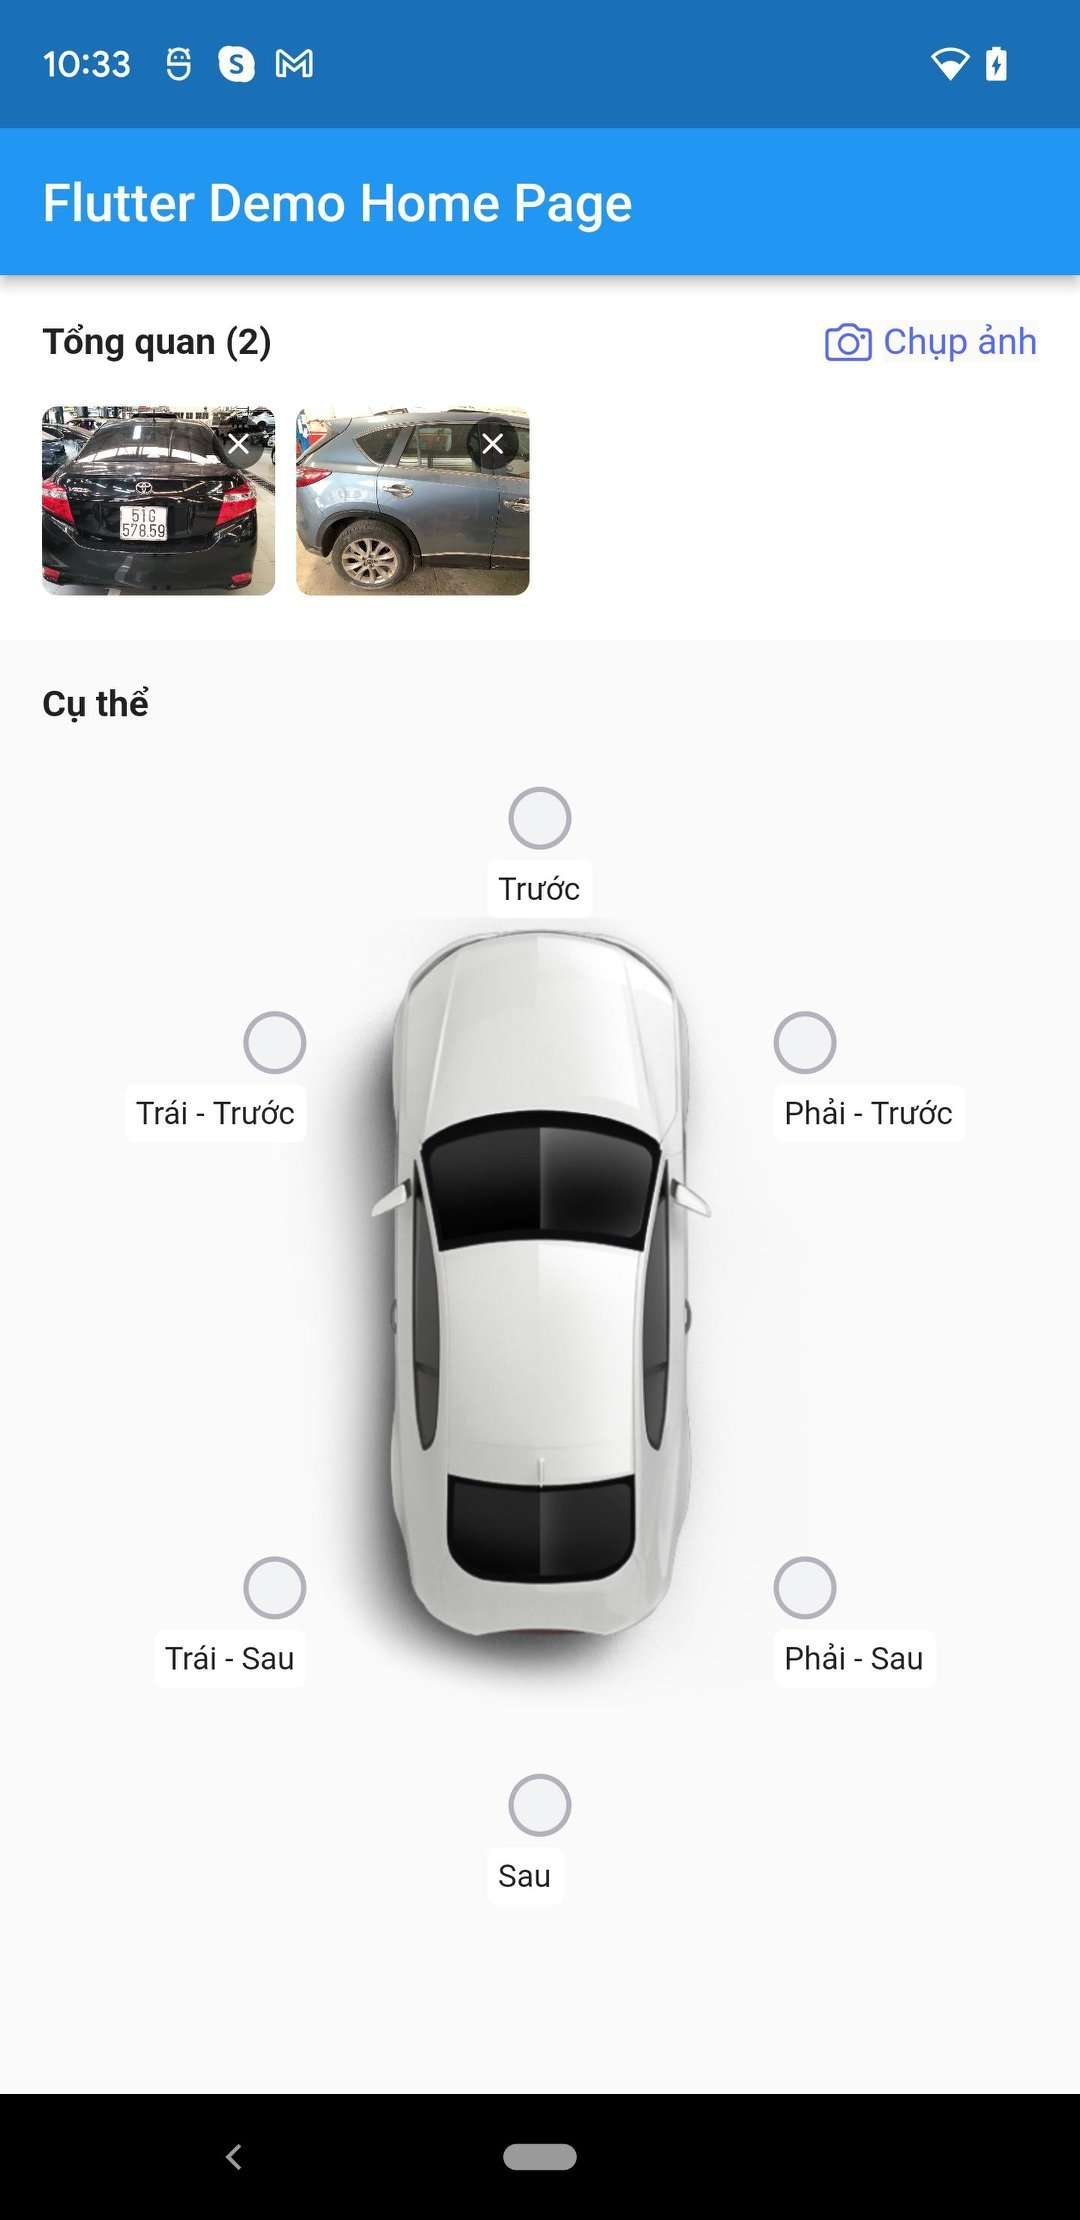 10:33
Flutter Demo Home Page
Tổng quan (2)
Chụp ảnh
51G
578.59
Cụ thể
Trước
Trái - Trước
Phải - Trước
Trái - Sau
Phải - Sau
Sau